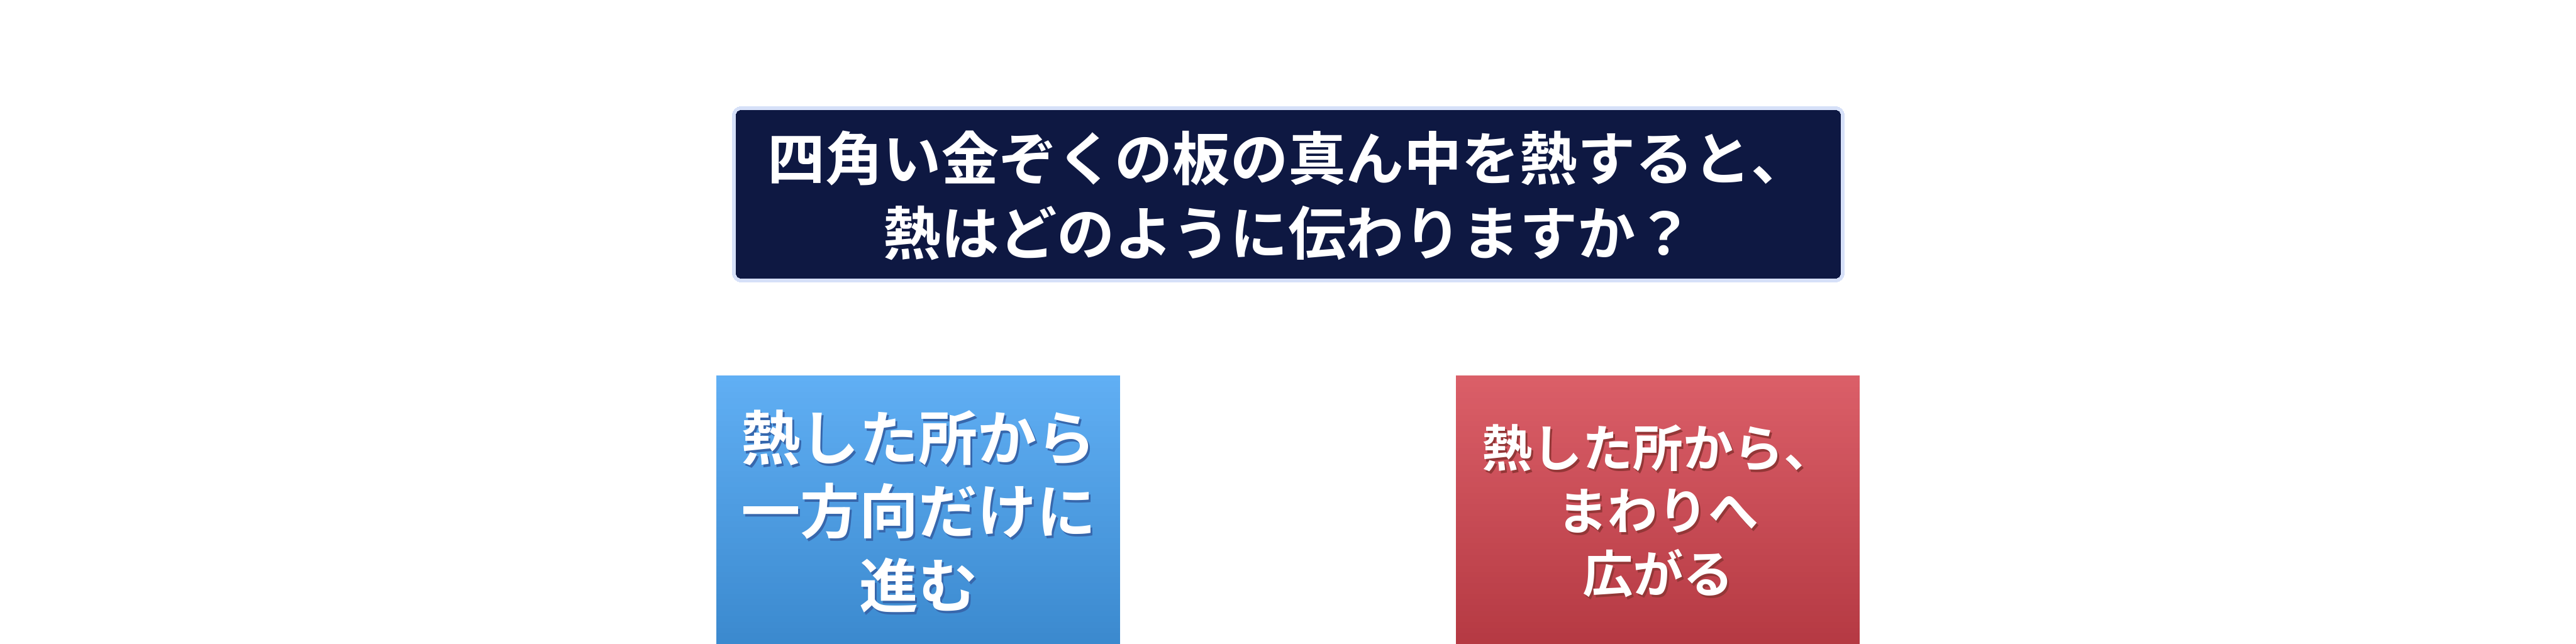 四角い金ぞくの板の真ん中を熱すると、
熱はどのように伝わりますか？
熱した所から
一方向だけに
進む
熱した所から、
まわりへ
広がる